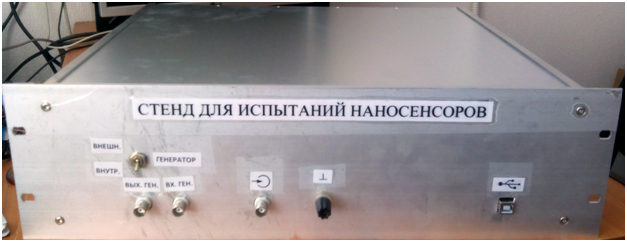 СТЕНД ДЛЯ ИСПЫТАНИЙ НАНОСЕНСОРОВ
ВНЕШН.
ГЕНЕРАТОР
ВНУТР.
ВЫХ. ГЕН. ВХ. ГЕН.